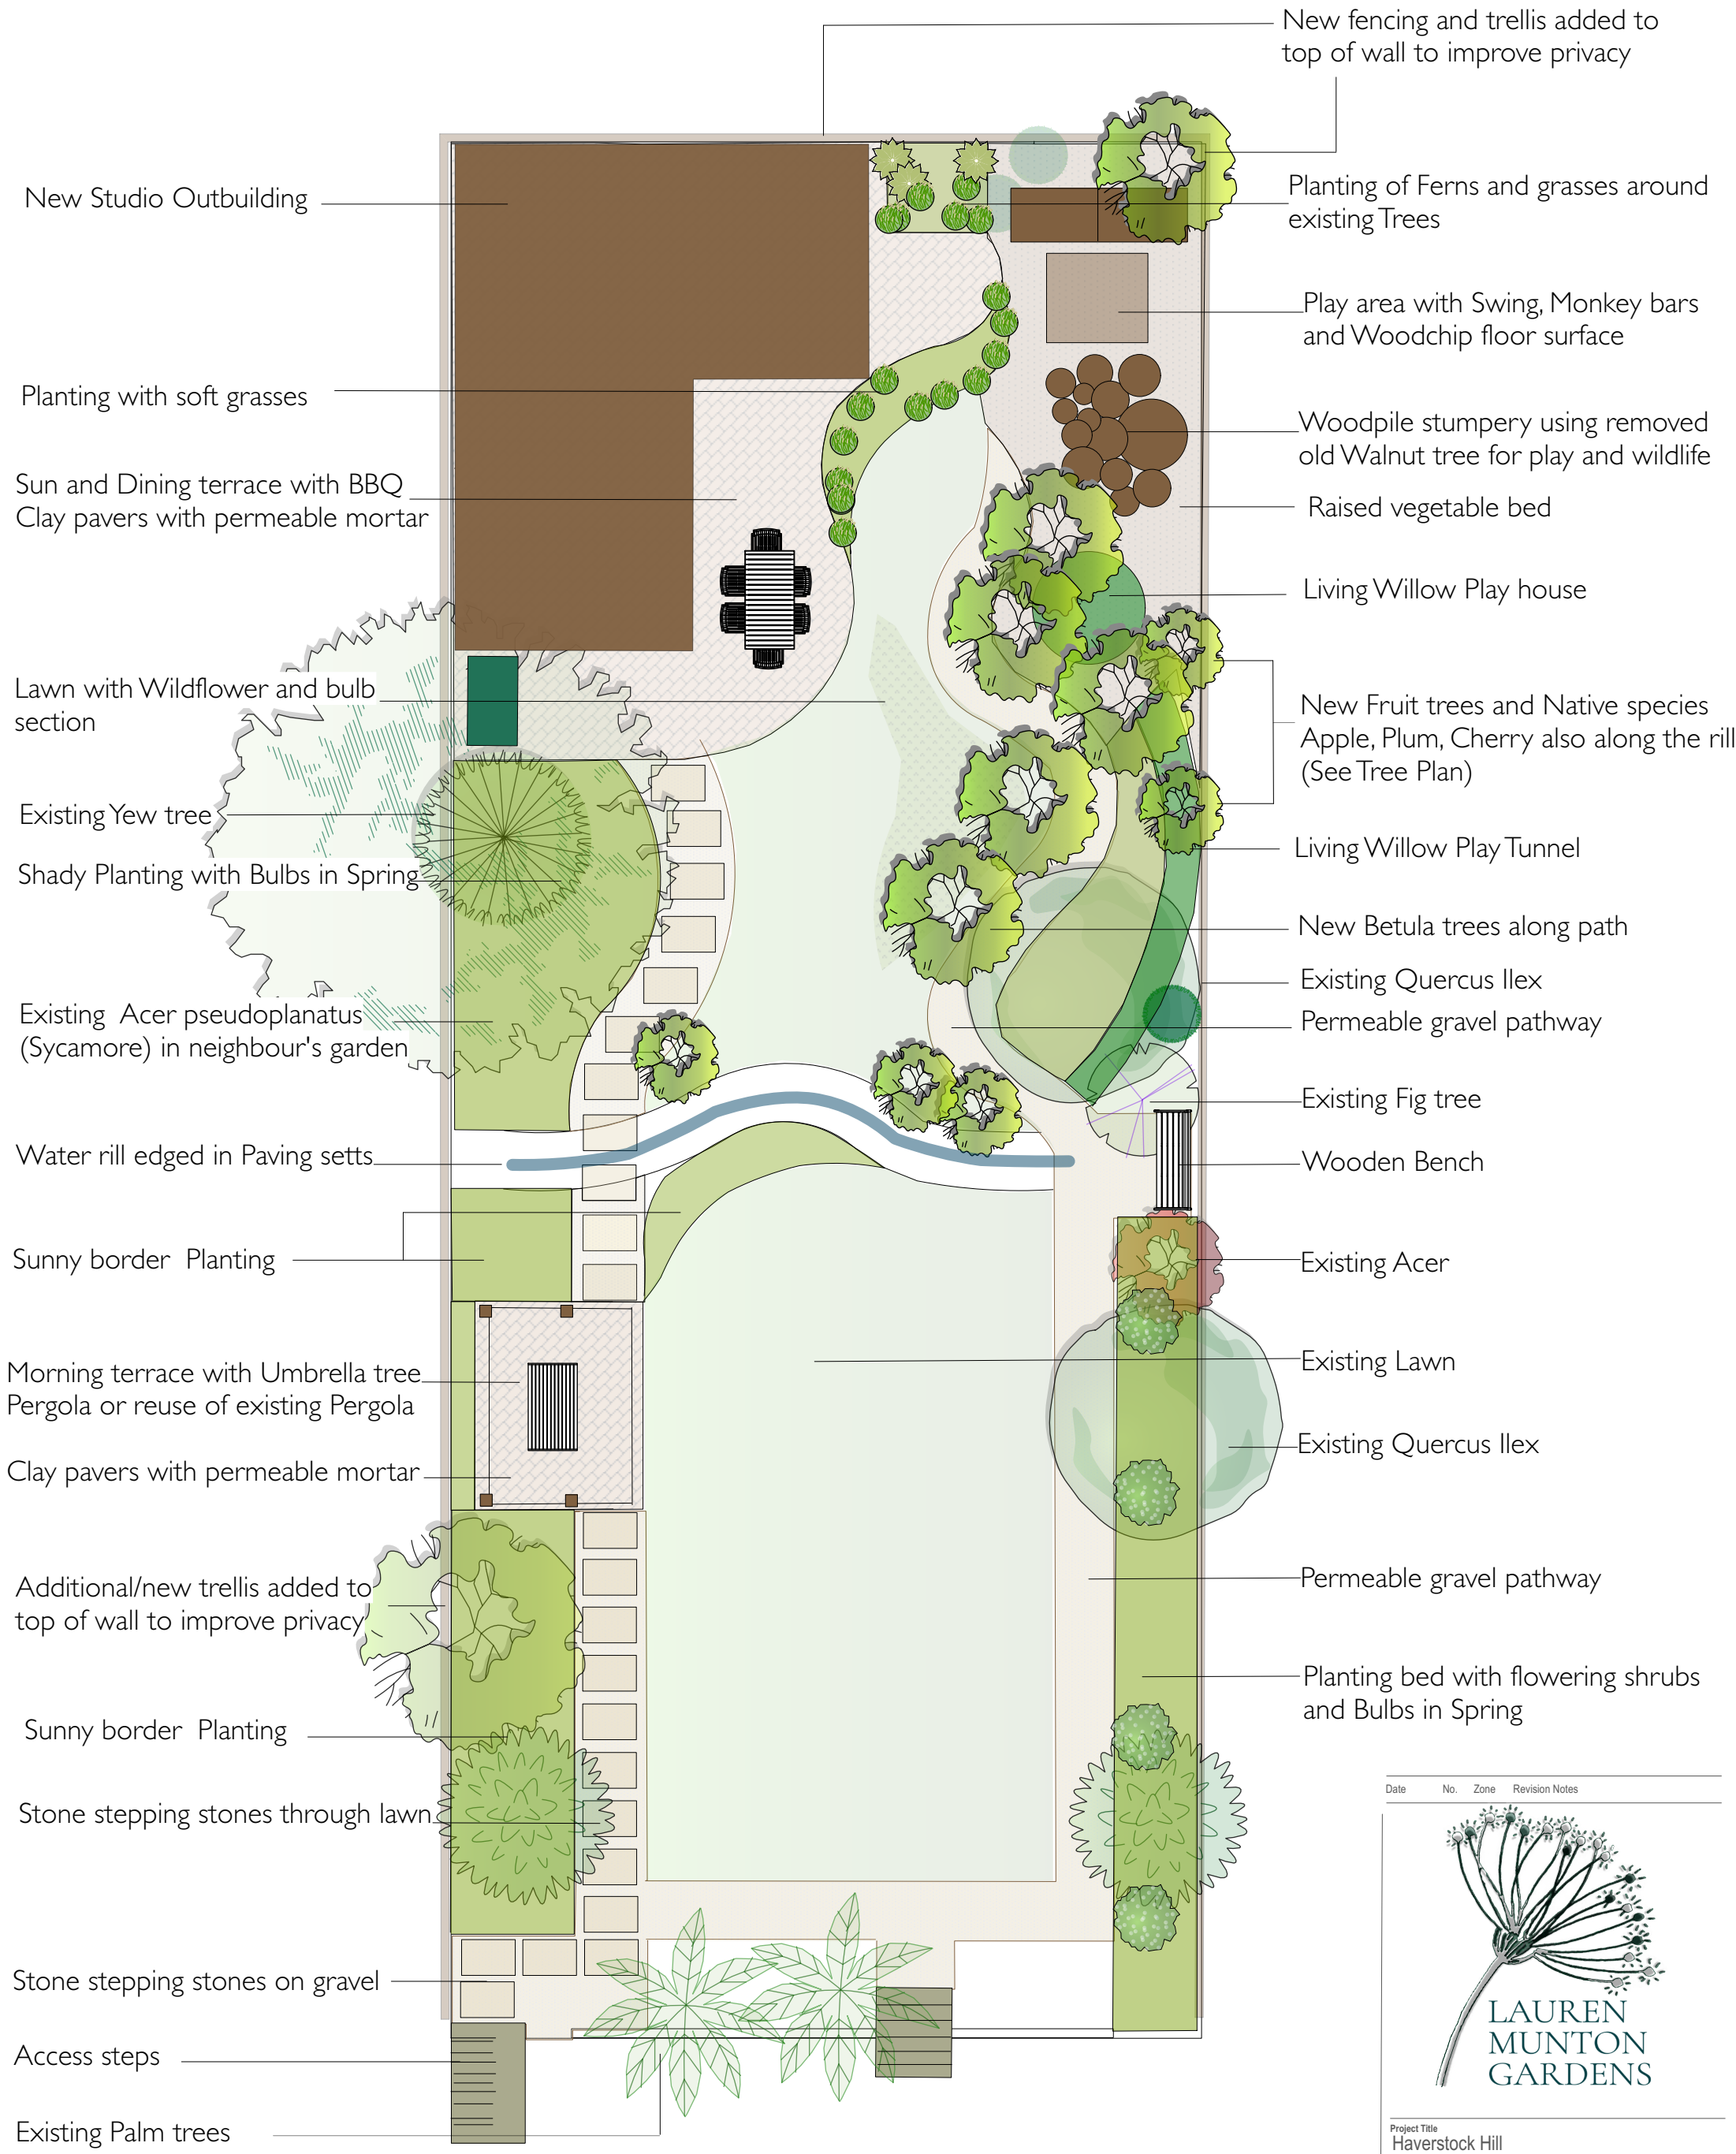 New fencing and trellis added to
top of wall to improve privacy
New Studio Outbuilding
Planting with soft grasses
Sun and Dining terrace with BBQ
Clay pavers with permeable mortar
Lawn with Wildflower and bulb
section
Existing Yew tree
Shady Planting with Bulbs in Spring
Existing Acer pseudoplanatus
(Sycamore) in neighbour's garden
Water rill edged in Paving setts
Sunny border Planting
Morning terrace with Umbrella tree
Pergola or reuse of existing Pergola
Clay pavers with permeable mortar
Additional/new trellis added to
top of wall to improve privacy
Sunny border Planting
Stone stepping stones through lawn
Stone stepping stones on gravel
Access steps
Existing Palm trees
Planting of Ferns and grasses around
existing Trees
Play area with Swing, Monkey bars
and Woodchip floor surface
Woodpile stumpery using removed
old Walnut tree for play and wildlife
Raised vegetable bed
Living Willow Play house
New Fruit trees and Native species
Apple, Plum, Cherry also along the rill
(See Tree Plan)
Living Willow Play Tunnel
New Betula trees along path
Existing Quercus Ilex
Permeable gravel pathway
Existing Fig tree
Wooden Bench
Existing Acer
Existing Lawn
Existing Quercus Ilex
Permeable gravel pathway
Planting bed with flowering shrubs
and Bulbs in Spring
Date No. Zone Revision Notes
LAUREN
MUNTON
GARDENS
Project Title
Haverstock Hill